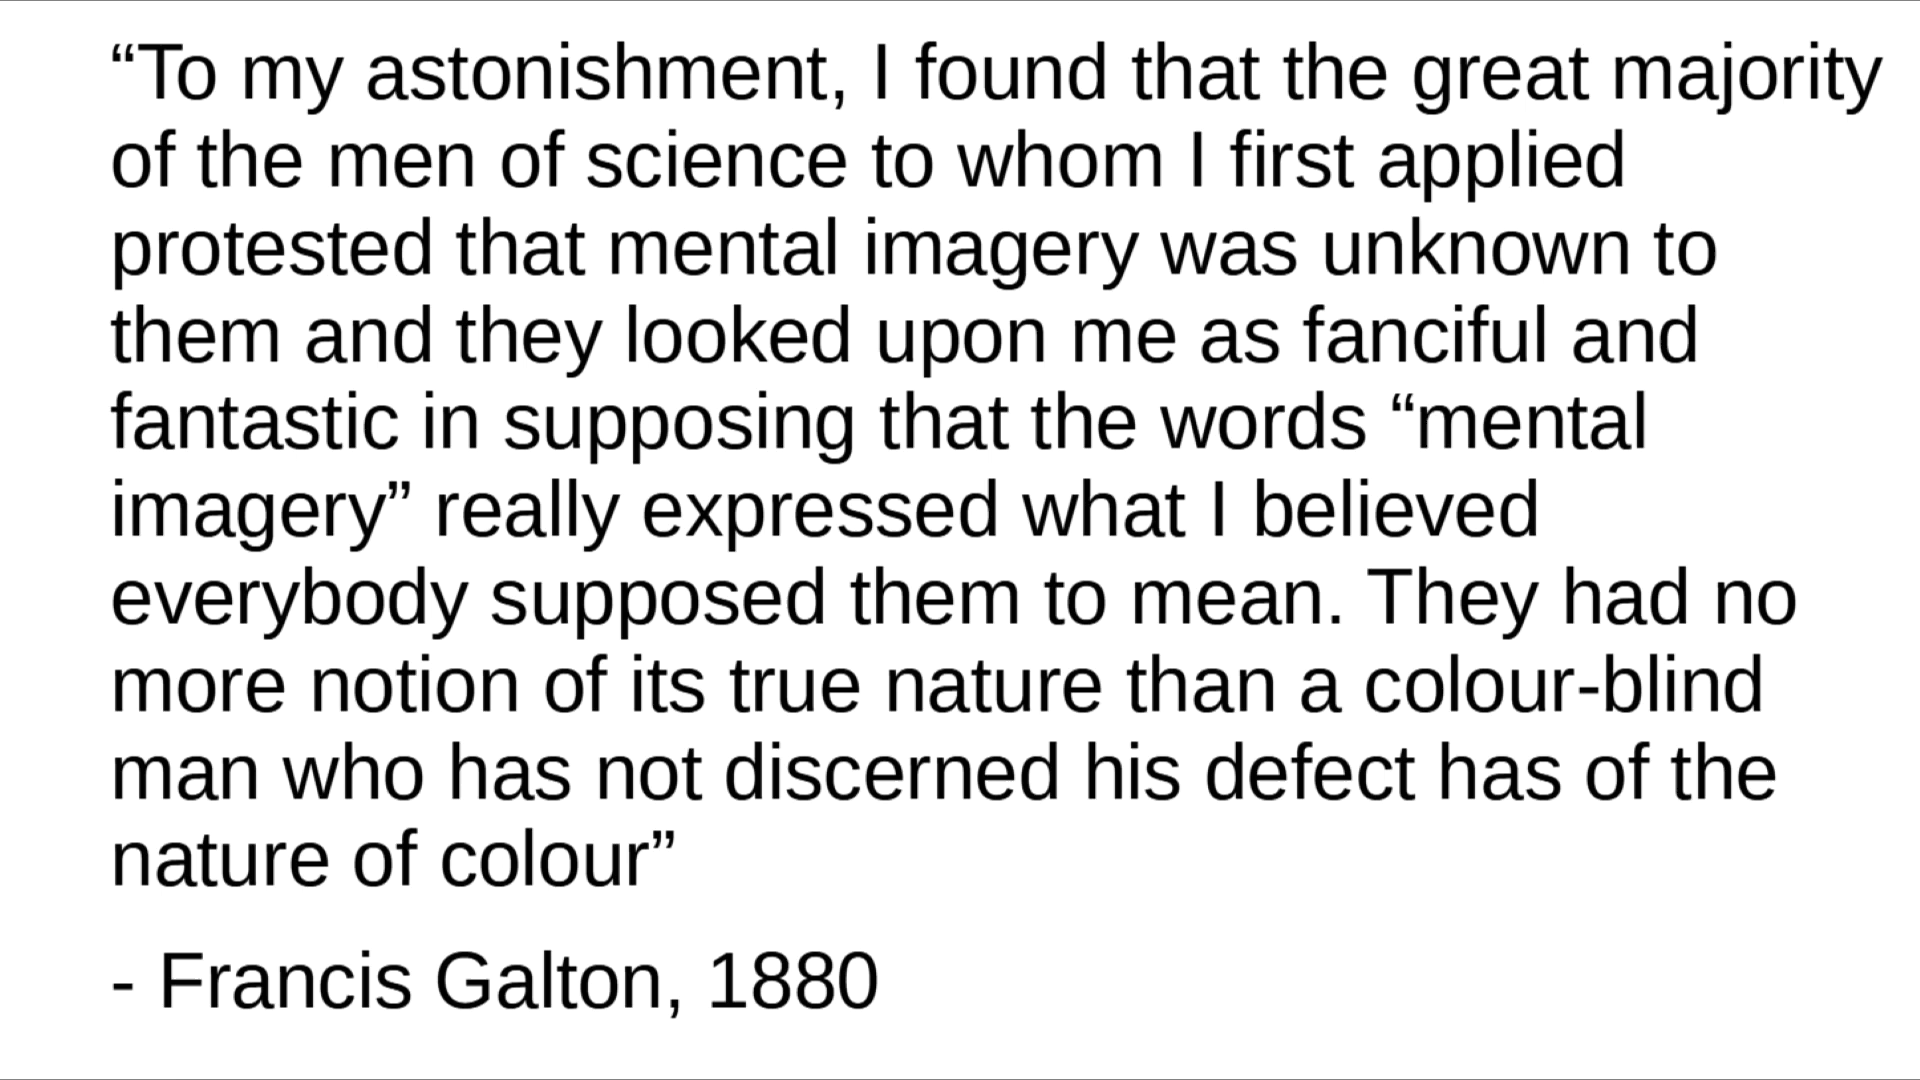 “To my astonishment, I found that the great majority
of the men of science to whom I first applied
protested that mental imagery was unknown to
them and they looked upon me as fanciful and
fantastic in supposing that the words “mental
imagery” really expressed what I believed
everybody supposed them to mean. They had no
more notion of its true nature than a colour-blind
man who has not discerned his defect has of the
nature of colour”
- Francis Galton, 1880